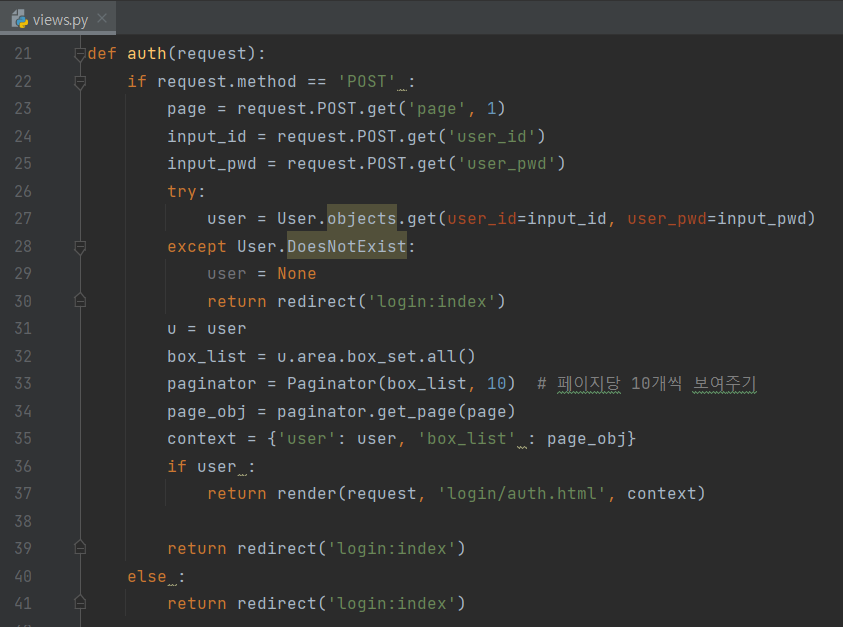 views.py
21 def auth(request):
22     if request.method == 'POST' :
23         page = request.POST.get('page', 1)
24         input_id = request.POST.get('user_id')
25         input_pwd = request.POST.get('user_pwd')
26         try:
27             user = User.objects.get(user_id=input_id, user_pwd=input_pwd)
28         except User.DoesNotExist:
29             user = None
30             return redirect('login:index')
31         u = user
32         box_list = u.area.box_set.all()
33         paginator = Paginator(box_list, 10)  # 페이지당 10개씩 보여주기
34         page_obj = paginator.get_page(page)
35         context = {'user': user, 'box_list' : page_obj}
36         if user :
37             return render(request, 'login/auth.html', context)
38
39         return redirect('login:index')
40     else :
41         return redirect('login:index')